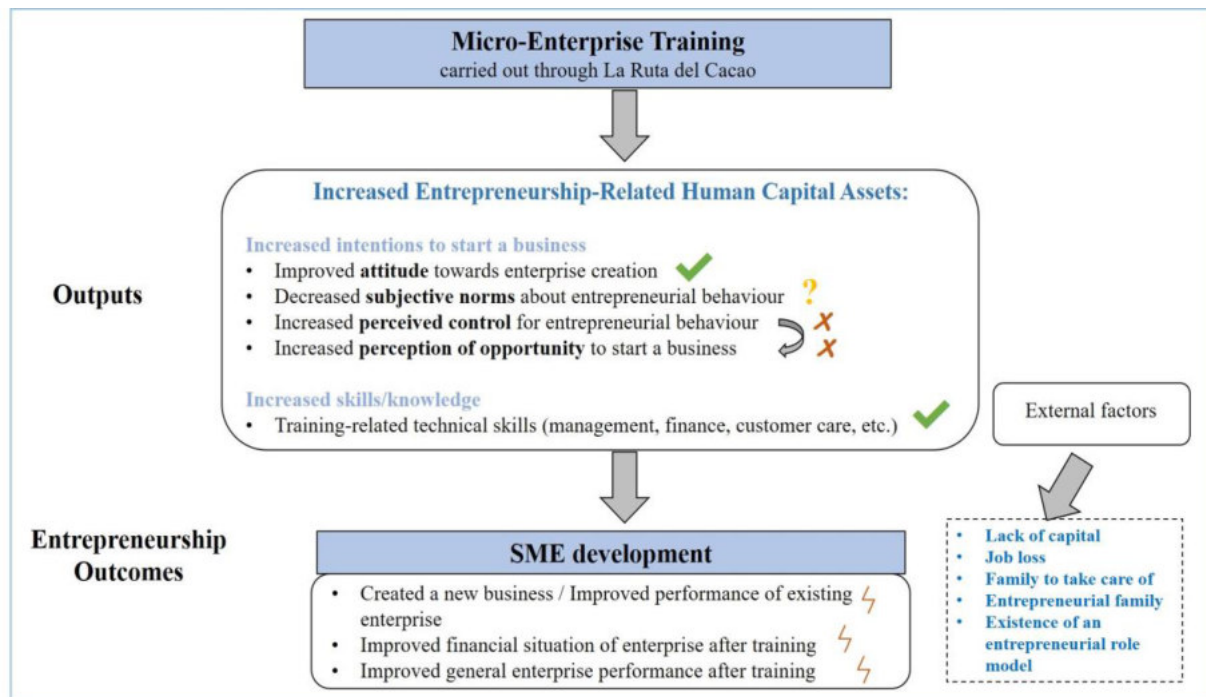 Micro-Enterprise Training
carried out through La Ruta del Cacao
Increased Entrepreneurship-Related Human Capital Assets:
Increased intentions to start a business
• Improved attitude towards enterprise creation
• Decreased subjective norms about entrepreneurial behaviour ?
• Increased perceived control for entrepreneurial behaviour
• Increased perception of opportunity to start a business
Outputs
Increased skills/knowledge
• Training-related technical skills (management, finance, customer care, etc.)
External factors
Entrepreneurship
Outcomes
SME development
• Created a new business / Improved performance of existing
enterprise
• Improved financial situation of enterprise after training
• Improved general enterprise performance after training
• Lack of capital
• Job loss
• Family to take care of
• Entrepreneurial family
• Existence of an
entrepreneurial role
model